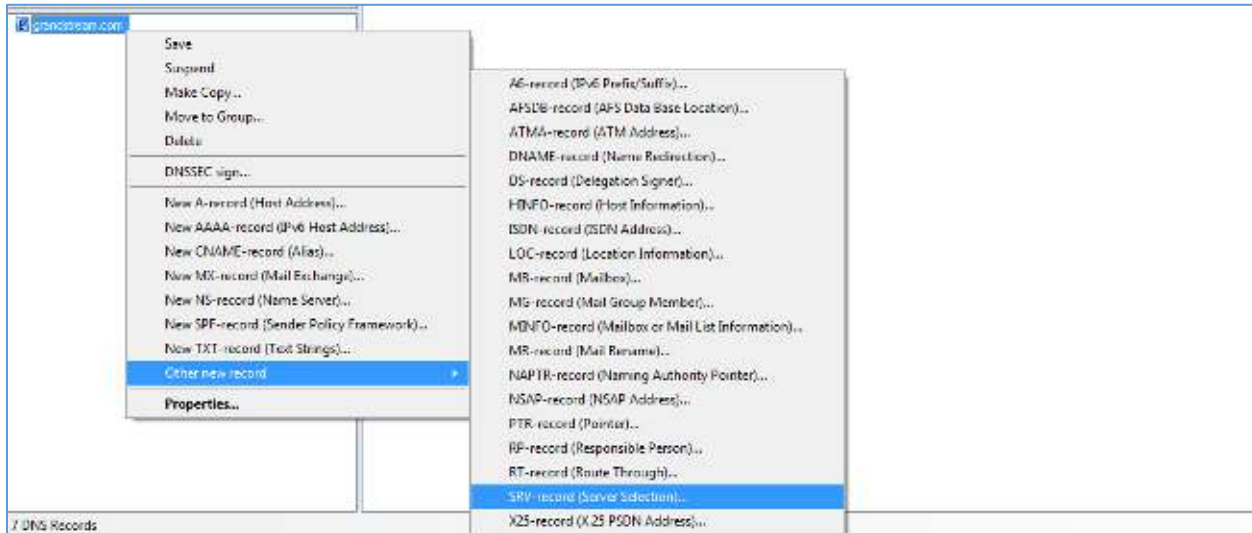 grandstream.com
Save
Suspend
Make Copy...
Move to Group...
Delete
DNSSEC sign...
New A-record (Host Address)...
New AAAA-record (IPv6 Host Address)...
New CNAME-record (Alias)...
New MX-record (Mail Exchange)...
New NS-record (Name Server)...
New SPF-record (Sender Policy Framework)...
New TXT-record (Text Strings)...
Other new record
Properties...
A6-record (IPv6 Prefix/Suffix)...
AFSDB-record (AFS Data Base Location)...
ATMA-record (ATM Address)...
DNAME-record (Name Redirection)...
DS-record (Delegation Signer)...
HINFO-record (Host Information)...
ISDN-record (ISDN Address)...
LOC-record (Location Information)...
MB-record (Mailbox)...
MG-record (Mail Group Member)...
MINFO-record (Mailbox or Mail List Information)...
MR-record (Mail Rename)...
NAPTR-record (Naming Authority Pointer)...
NSAP-record (NSAP Address)...
PTR-record (Pointer)...
RP-record (Responsible Person)...
RT-record (Route Through)...
SRV-record (Server Selection)...
X25-record (X.25 PSDN Address)...
7 DNS Records